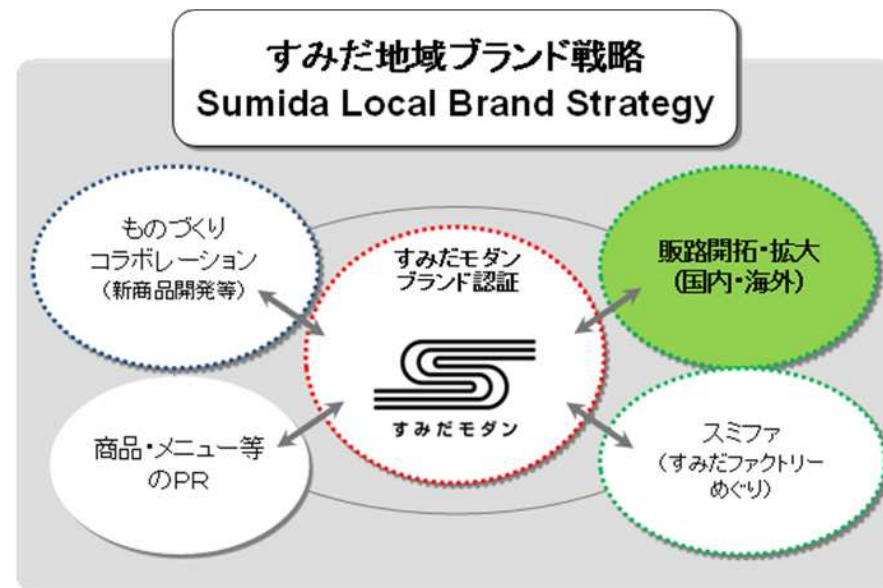 すみだ地域ブランド戦略
Sumida Local Brand Strategy
ものづくり
コラボレーション
(新商品開発等)
すみだモダン
ブランド認証
すみだモダン
販路開拓・拡大
(国内・海外)
商品・メニュー等
のPR
スミファ
(すみだファクトリー
めぐり)